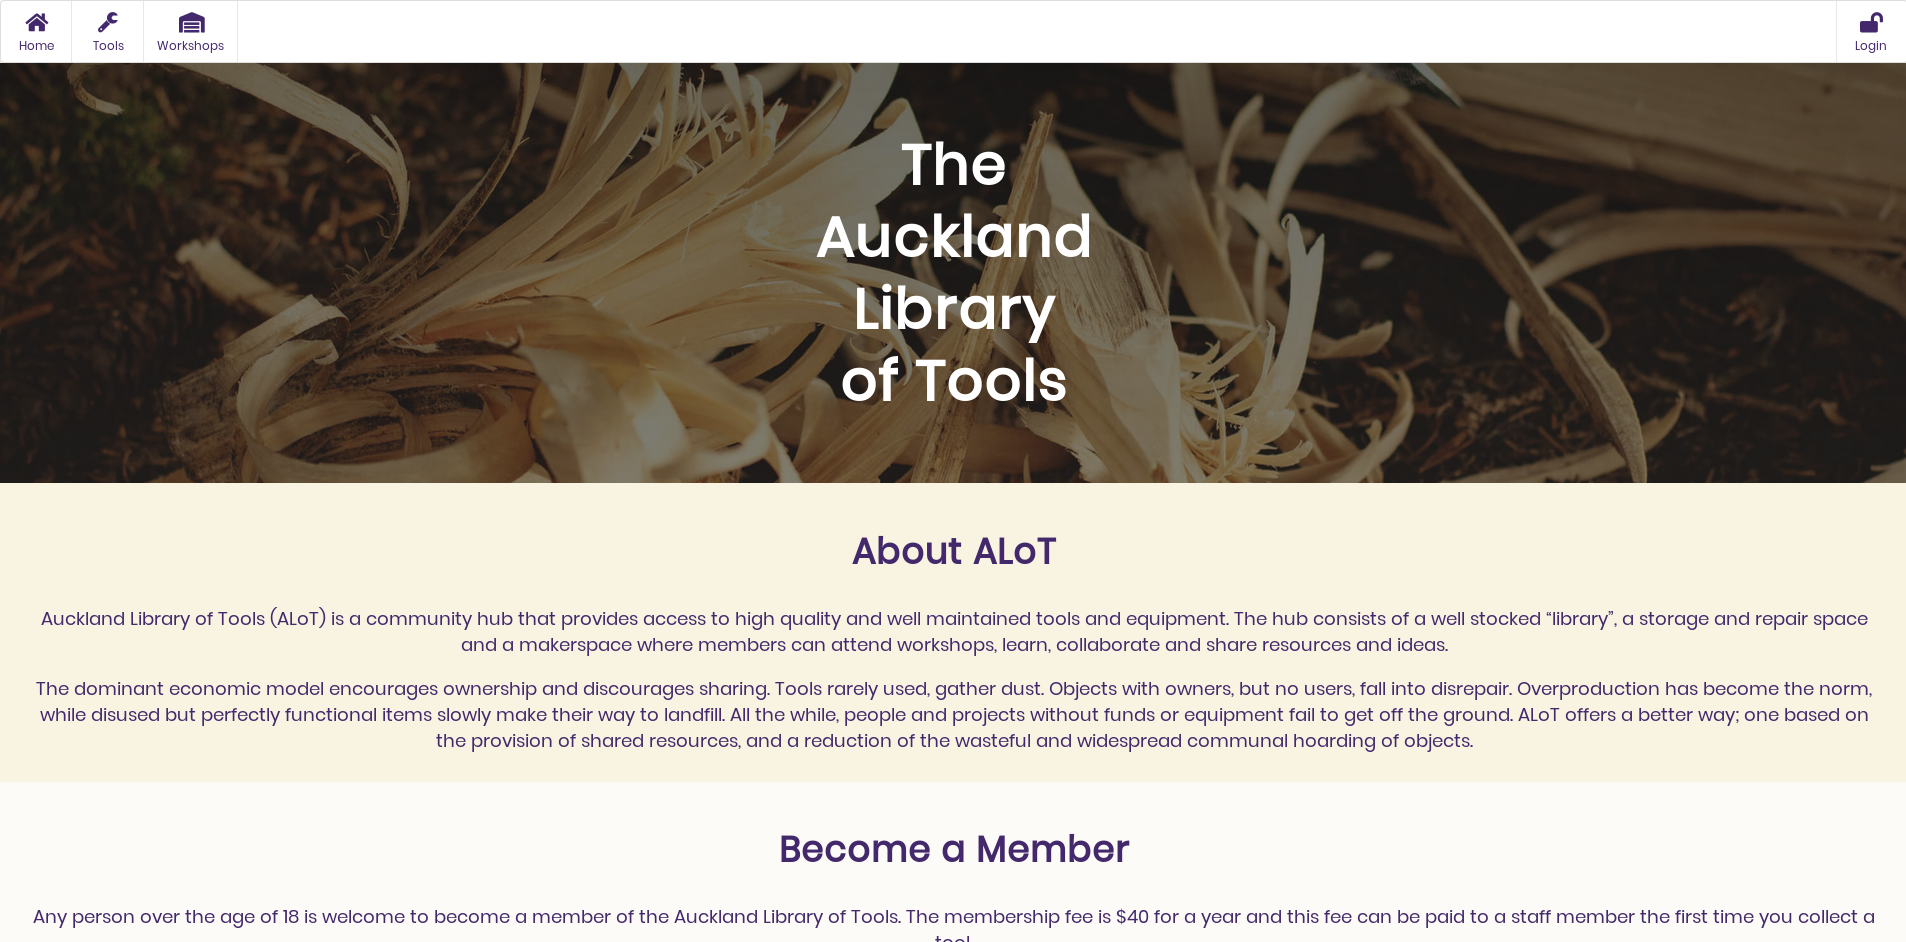 Home
Tools
Workshops
Login
The
Auckland
Library
of Tools
About ALoT
Auckland Library of Tools (ALoT) is a community hub that provides access to high quality and well maintained tools and equipment. The hub consists of a well stocked “library”, a storage and repair space
and a makerspace where members can attend workshops, learn, collaborate and share resources and ideas.
The dominant economic model encourages ownership and discourages sharing. Tools rarely used, gather dust. Objects with owners, but no users, fall into disrepair. Overproduction has become the norm,
while disused but perfectly functional items slowly make their way to landfill. All the while, people and projects without funds or equipment fail to get off the ground. ALoT offers a better way; one based on
the provision of shared resources, and a reduction of the wasteful and widespread communal hoarding of objects.
Become a Member
Any person over the age of 18 is welcome to become a member of the Auckland Library of Tools. The membership fee is $40 for a year and this fee can be paid to a staff member the first time you collect a
tool